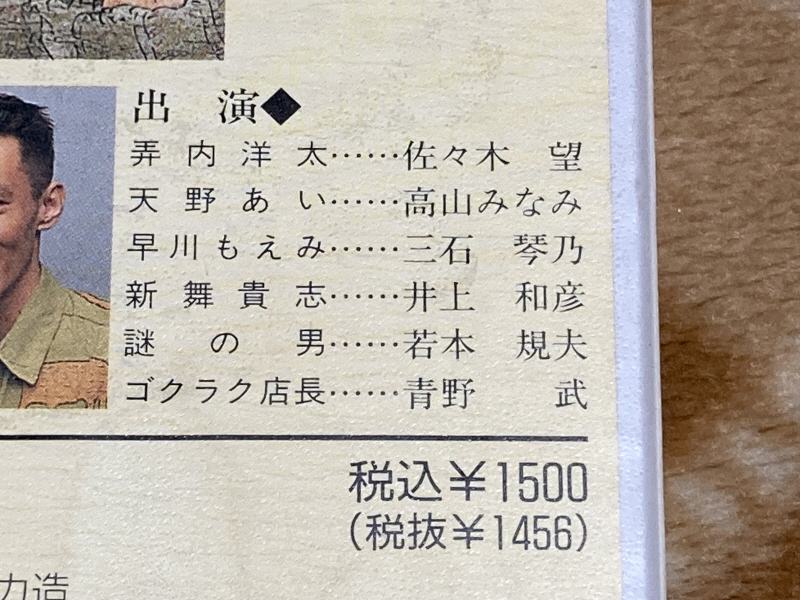 出 演◆
弄内洋太……佐々木 望
天野あい……高山みなみ
早川もえみ……三石 琴乃
新舞貴志……井上 和彦
謎の男……若本 規夫
ゴクラク店長……青野 武
税込¥1500
(税抜¥1456)
力造